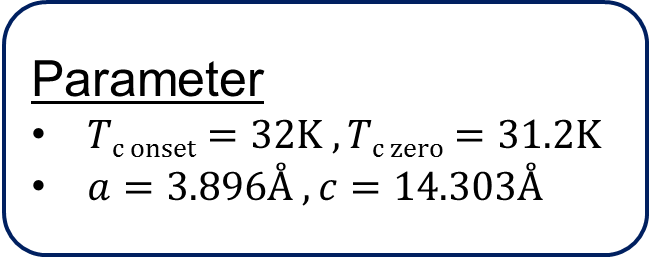 Parameter
• T_c onset = 32K , T_c zero = 31.2K
• a = 3.896Å , c = 14.303Å